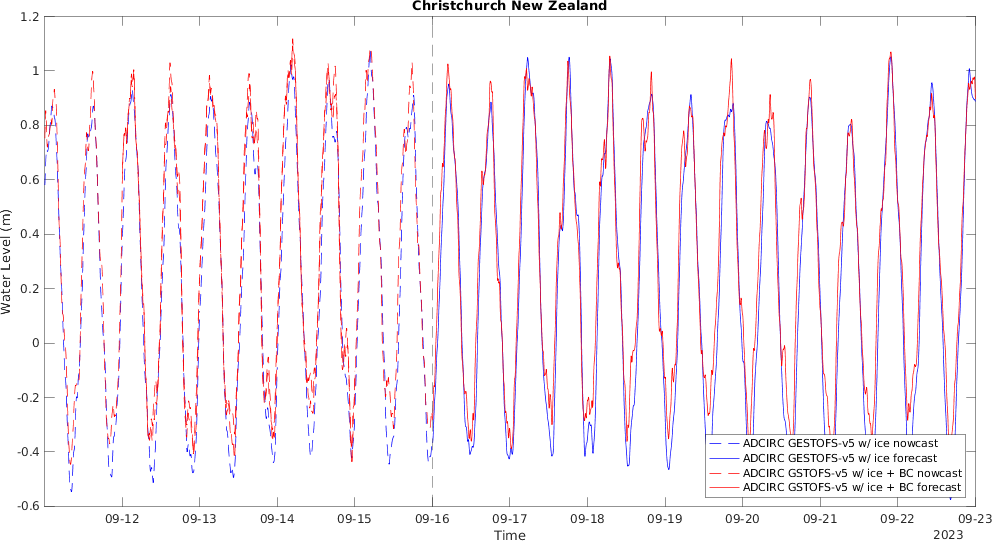 Christchurch New Zealand
1.2
1
0.8
0.6
0.4
0.2
0
-0.2
-0.4
-0.6
Water Level (m)
09-12 09-13 09-14 09-15 09-16 09-17 09-18 09-19 09-20 09-21 09-22 09-23
Time
2023
ADCIRC GESTOFS-v5 w/ ice nowcast
ADCIRC GESTOFS-v5 w/ ice forecast
ADCIRC GSTOFS-v5 w/ ice + BC nowcast
ADCIRC GSTOFS-v5 w/ ice + BC forecast